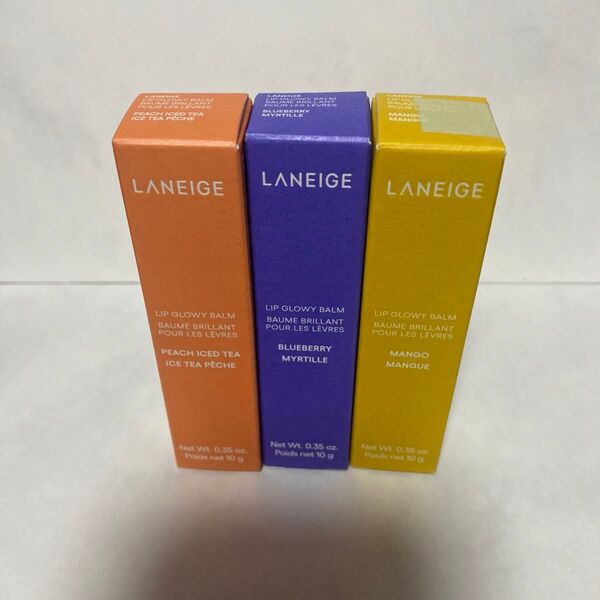 LANEIGE
LIP GLOWY BALM
BAUME BRILLANT
POUR LES LÈVRES
PEACH ICED TEA
ICE TEA PÊCHE
LANEIGE
LIP GLOWY BALM
BAUME BRILLANT
POUR LES LÈVRES
PEACH ICED TEA
ICE TEA PÊCHE
Net Wt. 0.35 oz.
Poids net 10 g
LANEIGE
LIP GLOWY BALM
BAUME BRILLANT
POUR LES LÈVRES
BLUEBERRY
MYRTILLE
LANEIGE
LIP GLOWY BALM
BAUME BRILLANT
POUR LES LÈVRES
BLUEBERRY
MYRTILLE
Net Wt. 0.35 oz.
Poids net 10 g
LANEIGE
MANGO
MANGUE
LANEIGE
LIP GLOWY BALM
BAUME BRILLANT
POUR LES LÈVRES
MANGO
MANGUE
Net Wt. 0.35 oz.
Poids net 10 g